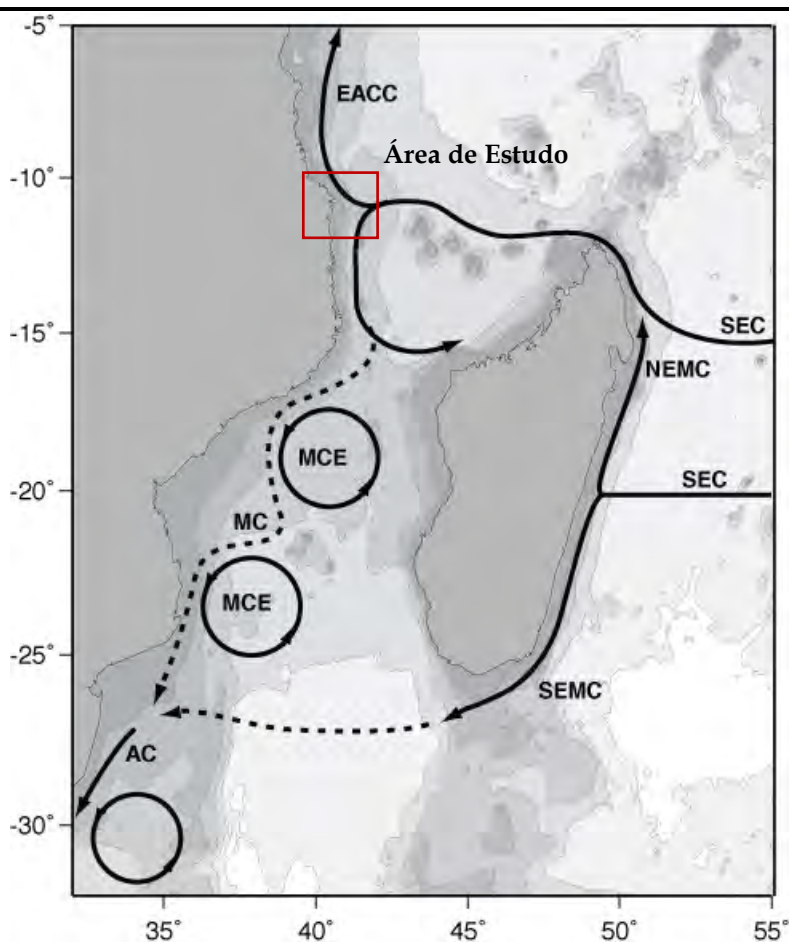 -5˚
EACC
Área de Estudo
-10˚
-15˚
SEC
NEMC
MCE
SEC
-20˚
MC
MCE
-25˚
SEMC
AC
-30˚
35˚ 40˚ 45˚ 50˚ 55˚